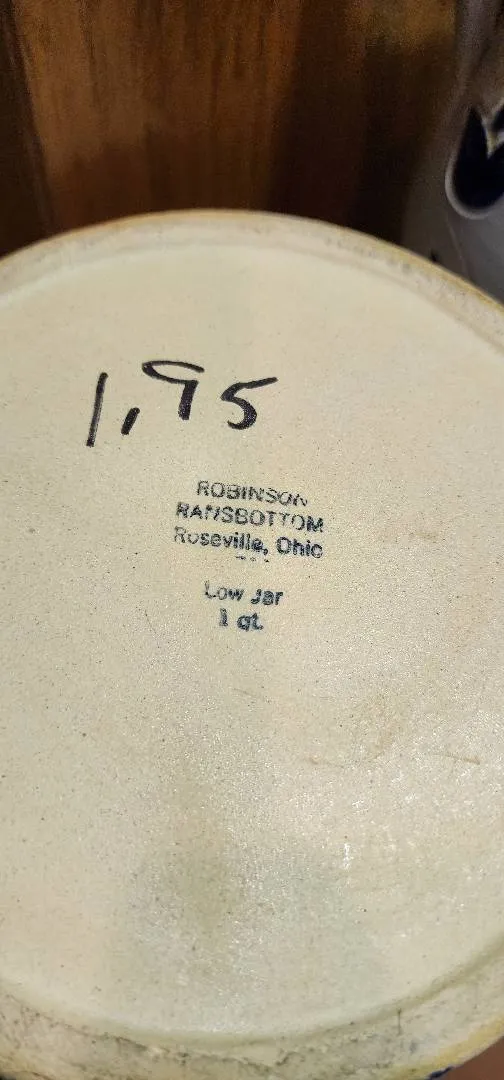 1,95
ROBINSON
RANSBOTTOM
Roseville, Ohio
Low Jar
1 qt.